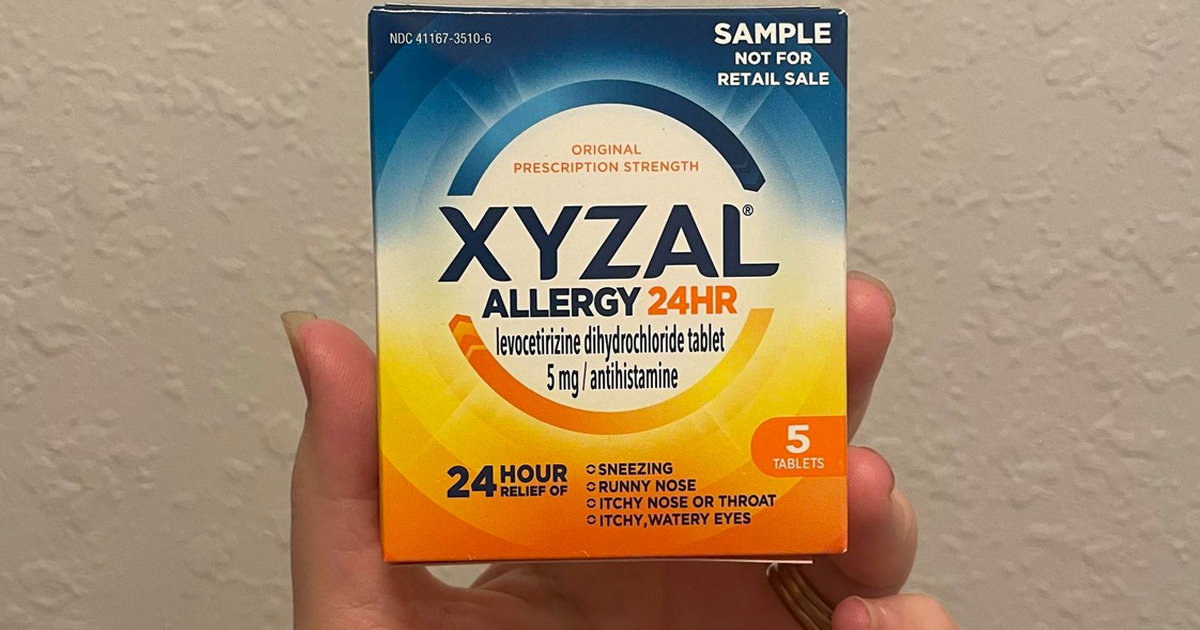 NDC 41167-3510-6
SAMPLE
NOT FOR
RETAIL SALE
ORIGINAL
PRESCRIPTION STRENGTH
XYZAL®
ALLERGY 24HR
levocetirizine dihydrochloride tablet
5 mg / antihistamine
5
TABLETS
24 HOUR
RELIEF OF
SNEEZING
RUNNY NOSE
ITCHY NOSE OR THROAT
ITCHY, WATERY EYES